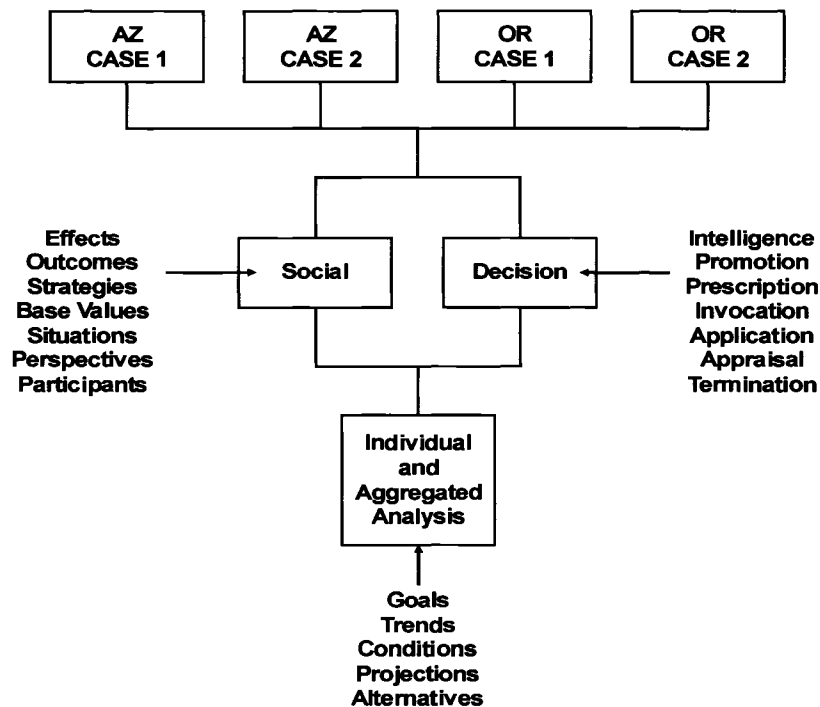 AZ
CASE 1
AZ
CASE 2
OR
CASE 1
OR
CASE 2
Effects
Outcomes
Strategies
Base Values
Situations
Perspectives
Participants
Social
Decision
Intelligence
Promotion
Prescription
Invocation
Application
Appraisal
Termination
Individual
and
Aggregated
Analysis
Goals
Trends
Conditions
Projections
Alternatives